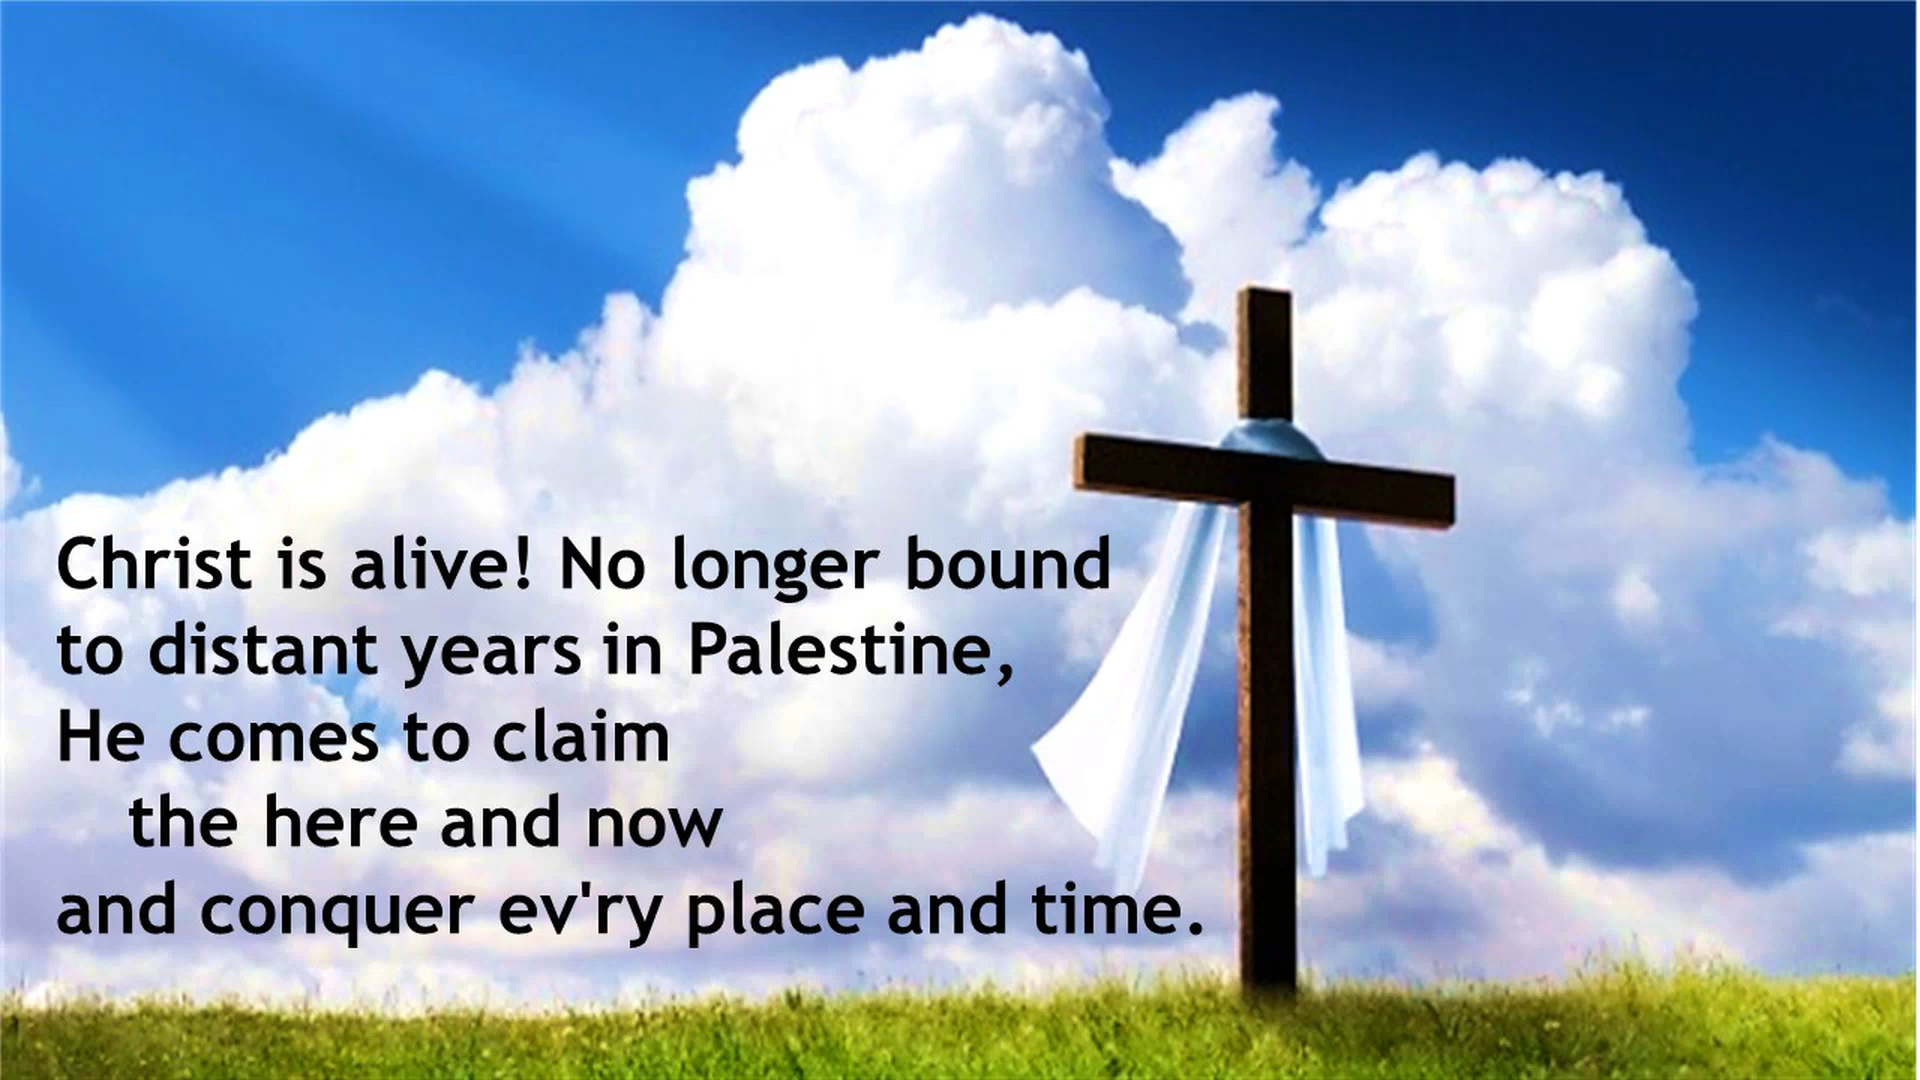 Christ is alive! No longer bound
to distant years in Palestine,
He comes to claim
the here and now
and conquer ev'ry place and time.